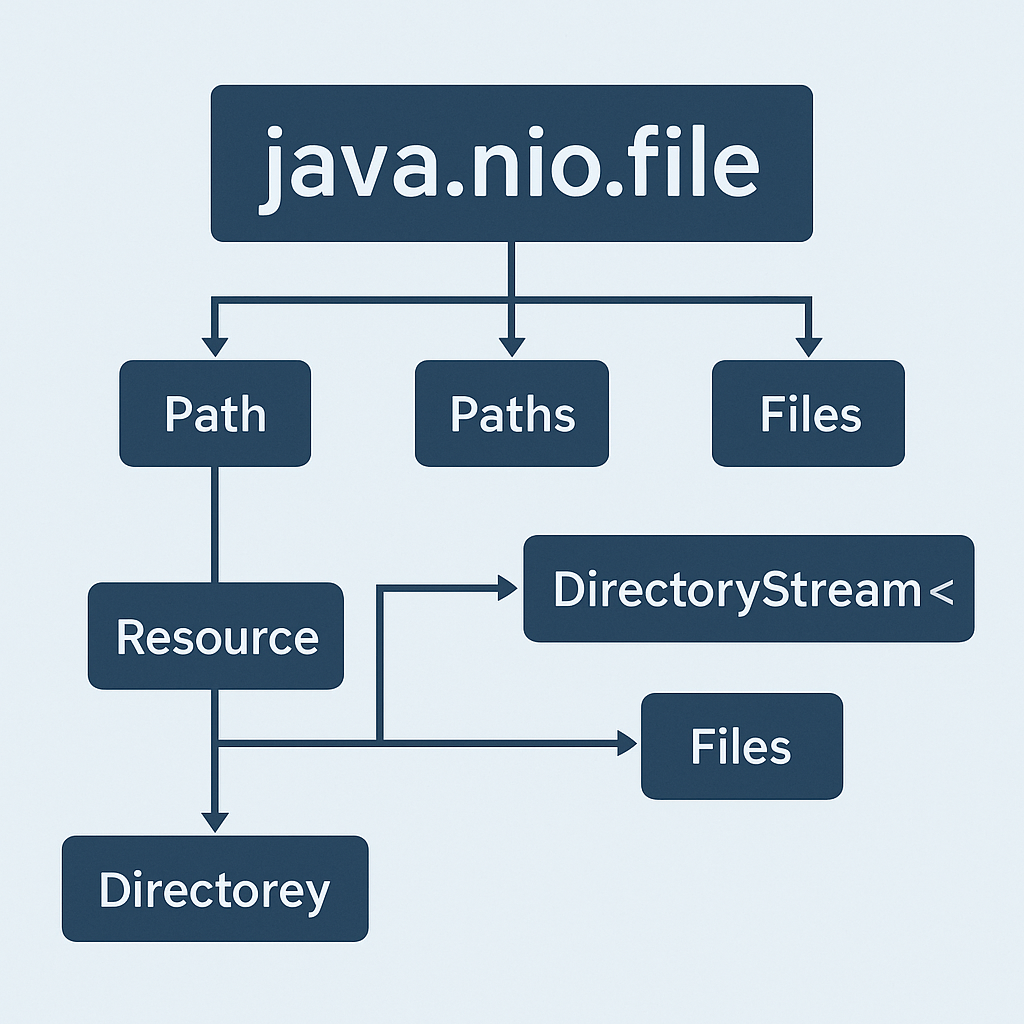 java.nio.file
Path
Paths
Files
DirectoryStream<
Resource
Files
Directorey